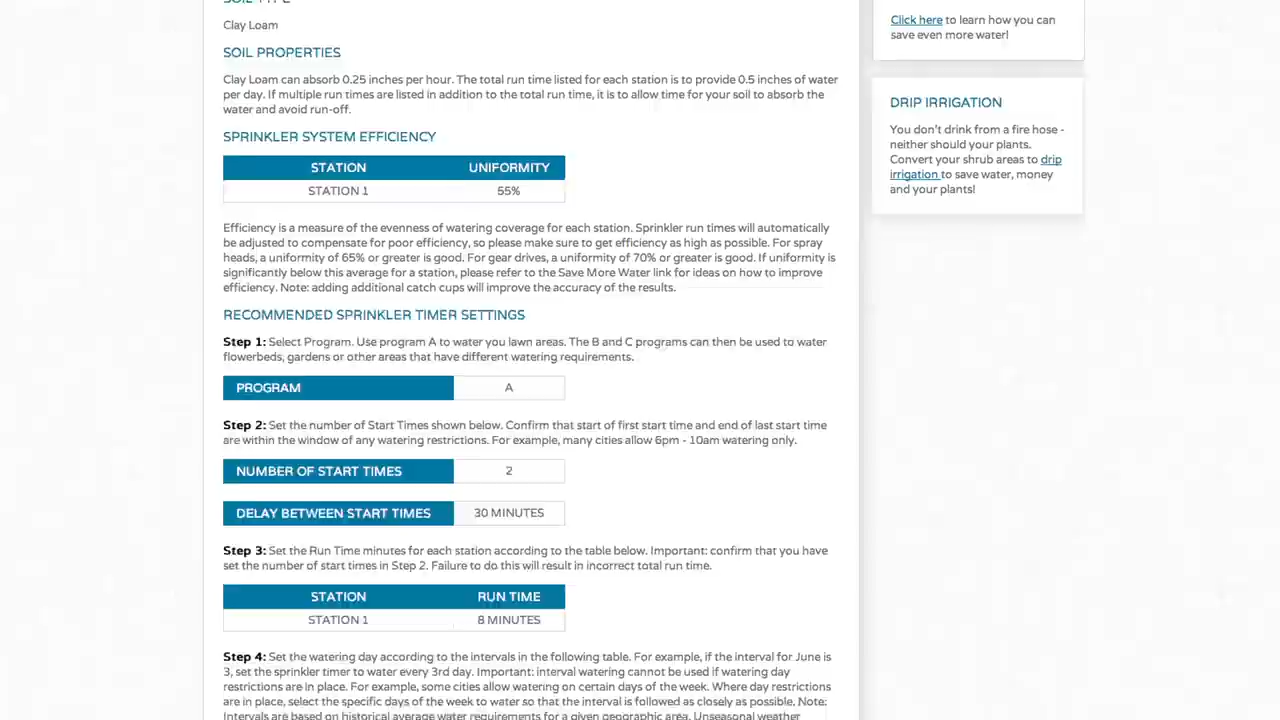 SOIL TYPE
Clay Loam
SOIL PROPERTIES
Clay Loam can absorb 0.25 inches per hour. The total run time listed for each station is to provide 0.5 inches of water
per day. If multiple run times are listed in addition to the total run time, it is to allow time for your soil to absorb the
water and avoid run-off.
SPRINKLER SYSTEM EFFICIENCY
STATION UNIFORMITY
STATION 1 55%
Efficiency is a measure of the evenness of watering coverage for each station. Sprinkler run times will automatically
be adjusted to compensate for poor efficiency, so please make sure to get efficiency as high as possible. For spray
heads, a uniformity of 65% or greater is good. For gear drives, a uniformity of 70% or greater is good. If uniformity is
significantly below this average for a station, please refer to the Save More Water link for ideas on how to improve
efficiency. Note: adding additional catch cups will improve the accuracy of the results.
RECOMMENDED SPRINKLER TIMER SETTINGS
Step 1: Select Program. Use program A to water you lawn areas. The B and C programs can then be used to water
flowerbeds, gardens or other areas that have different watering requirements.
PROGRAM A
Step 2: Set the number of Start Times shown below. Confirm that start of first start time and end of last start time
are within the window of any watering restrictions. For example, many cities allow 6pm - 10am watering only.
NUMBER OF START TIMES 2
DELAY BETWEEN START TIMES 30 MINUTES
Step 3: Set the Run Time minutes for each station according to the table below. Important: confirm that you have
set the number of start times in Step 2. Failure to do this will result in incorrect total run time.
STATION RUN TIME
STATION 1 8 MINUTES
Step 4: Set the watering day according to the intervals in the following table. For example, if the interval for June is
3, set the sprinkler timer to water every 3rd day. Important: interval watering cannot be used if watering day
restrictions are in place. For example, some cities allow watering on certain days of the week. Where day restrictions
are in place, select the specific days of the week to water so that the interval is followed as closely as possible. Note:
Intervals are based on historical average water requirements for a given geographic area. Unseasonal weather
Click here to learn how you can
save even more water!
DRIP IRRIGATION
You don't drink from a fire hose -
neither should your plants.
Convert your shrub areas to drip
irrigation to save water, money
and your plants!